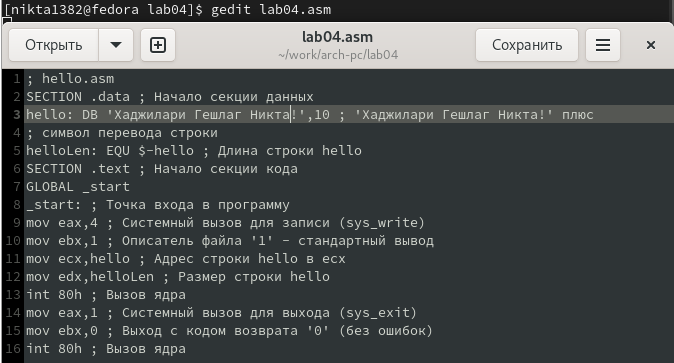 [nikta1382@fedora lab04]$ gedit lab04.asm
Открыть
lab04.asm
~/work/arch-pc/lab04
Сохранить
1 ; hello.asm
2 SECTION .data ; Начало секции данных
3 hello: DB 'Хаджилари Гешлаг Никта!',10 ; 'Хаджилари Гешлаг Никта!' плюс
4 ; символ перевода строки
5 helloLen: EQU $-hello ; Длина строки hello
6 SECTION .text ; Начало секции кода
7 GLOBAL _start
8 _start: ; Точка входа в программу
9 mov eax,4 ; Системный вызов для записи (sys_write)
10 mov ebx,1 ; Описатель файла '1' - стандартный вывод
11 mov ecx,hello ; Адрес строки hello в ecx
12 mov edx,helloLen ; Размер строки hello
13 int 80h ; Вызов ядра
14 mov eax,1 ; Системный вызов для выхода (sys_exit)
15 mov ebx,0 ; Выход с кодом возврата '0' (без ошибок)
16 int 80h ; Вызов ядра